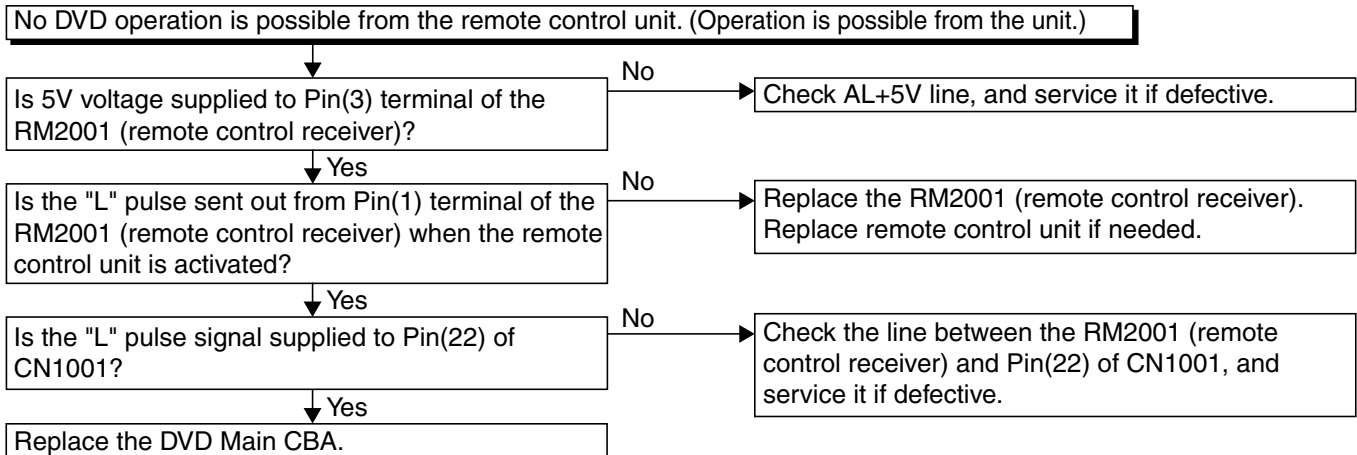 No DVD operation is possible from the remote control unit. (Operation is possible from the unit.)
Is 5V voltage supplied to Pin(3) terminal of the
RM2001 (remote control receiver)?
No
Check AL+5V line, and service it if defective.
Yes
Is the "L" pulse sent out from Pin(1) terminal of the
RM2001 (remote control receiver) when the remote
control unit is activated?
No
Replace the RM2001 (remote control receiver).
Replace remote control unit if needed.
Yes
Is the "L" pulse signal supplied to Pin(22) of
CN1001?
No
Check the line between the RM2001 (remote
control receiver) and Pin(22) of CN1001, and
service it if defective.
Yes
Replace the DVD Main CBA.